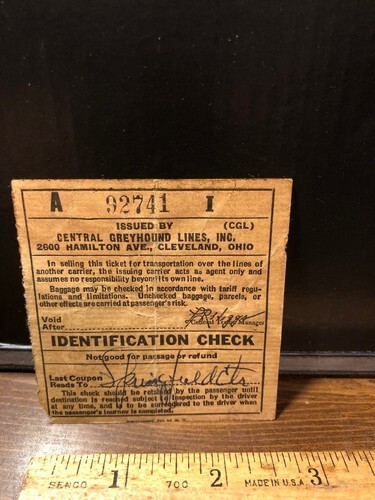 A 92741 I
ISSUED BY (CGL)
CENTRAL GREYHOUND LINES, INC.
2600 HAMILTON AVE., CLEVELAND, OHIO
In selling this ticket for transportation over the lines of
another carrier, the issuing carrier acts as agent only and
assumes no responsibility beyond its own line.
Baggage may be checked in accordance with tariff regu-
lations and limitations. Unchecked baggage, parcels, or
other effects are carried at passenger's risk.
Void
After Manager
IDENTIFICATION CHECK
Not good for passage or refund
Last Coupon
Reads To
This check should be retained by the passenger until
destination is reached subject to inspection by the driver
at any time, and is to be surrendered to the driver when
the passenger's journey is completed.
1 2 3
SENCO 700 MADE IN U.S.A.